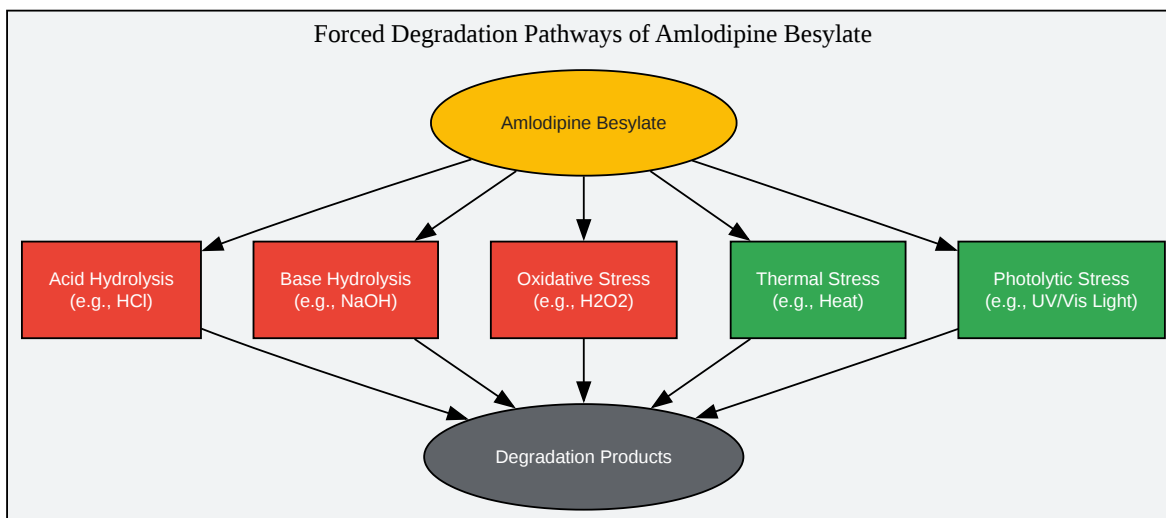 Forced Degradation Pathways of Amlodipine Besylate
Amlodipine Besylate
Acid Hydrolysis
(e.g., HCl)
Base Hydrolysis
(e.g., NaOH)
Oxidative Stress
(e.g., H2O2)
Thermal Stress
(e.g., Heat)
Photolytic Stress
(e.g., UV/Vis Light)
Degradation Products